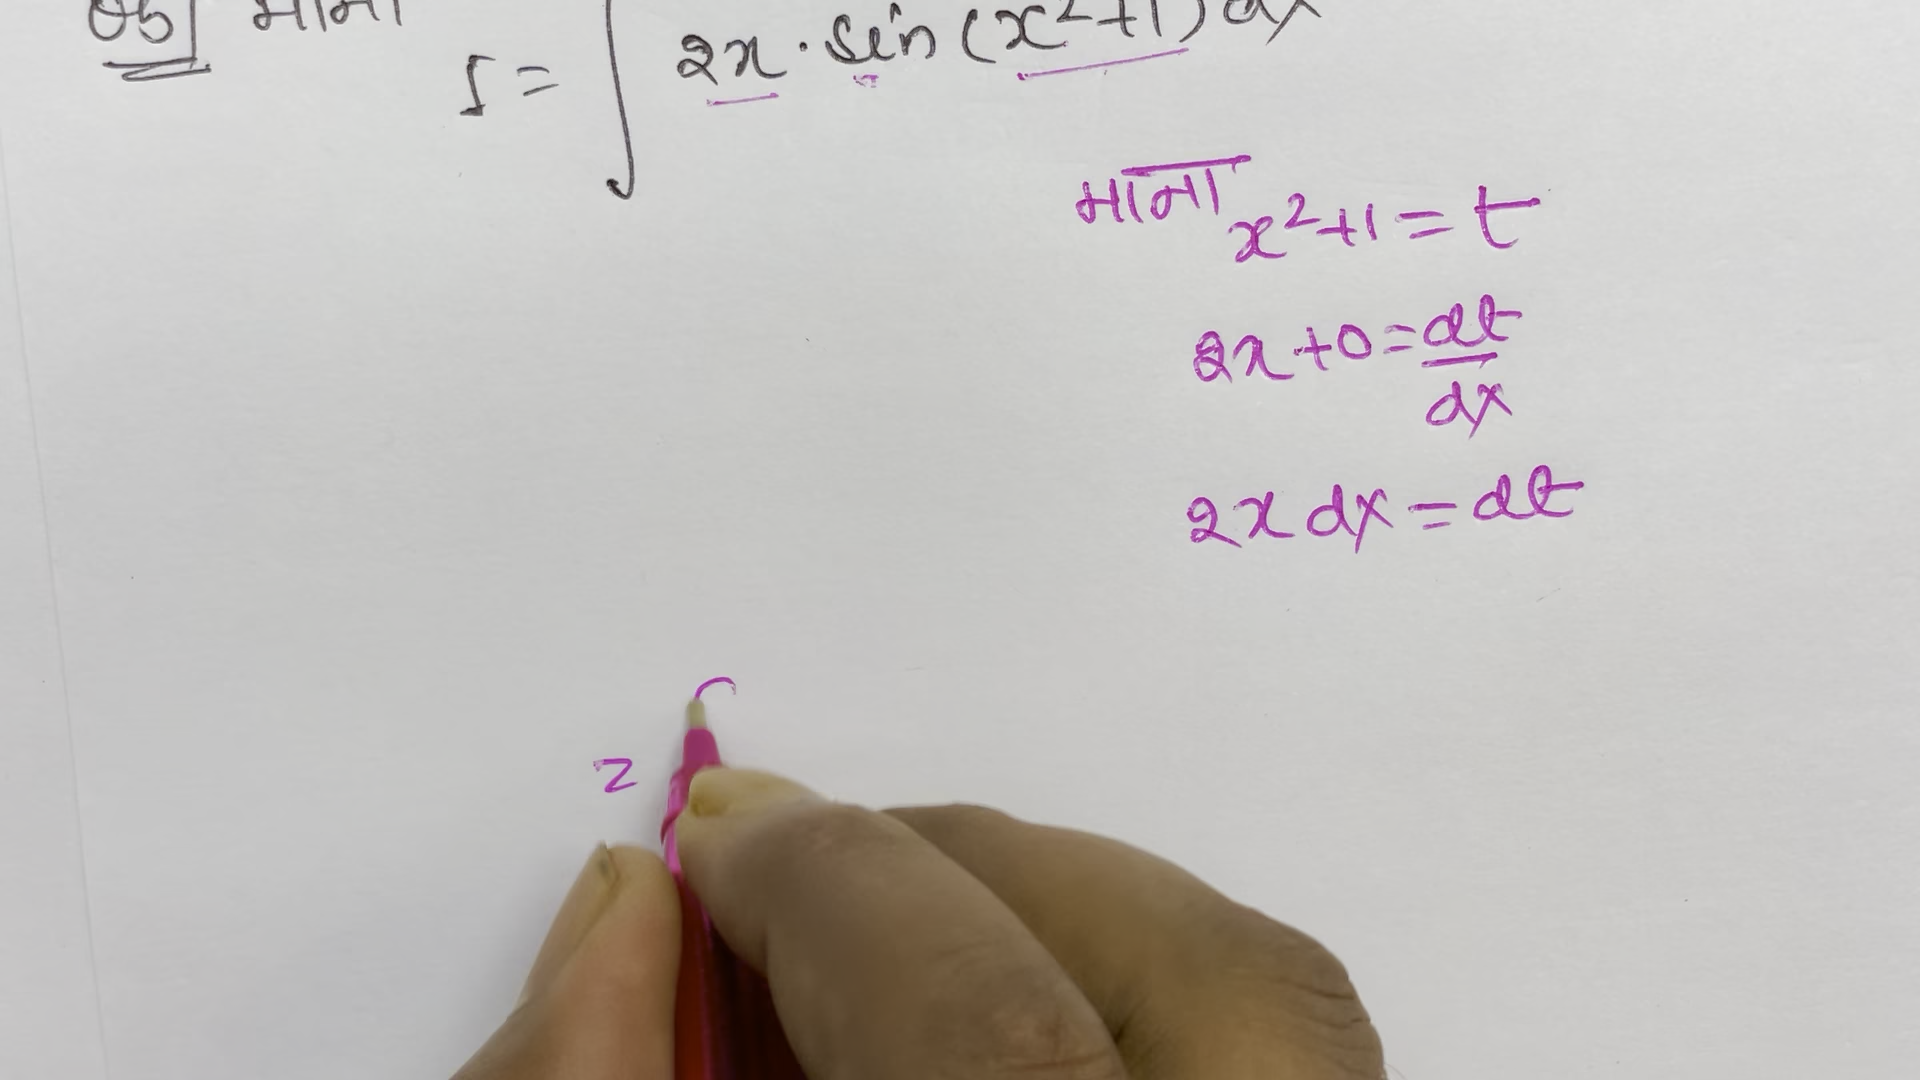 माना
I = ∫ 2x · sin (x²+1) dx
माना x²+1 = t
2x + 0 = dt/dx
2x dx = dt
=